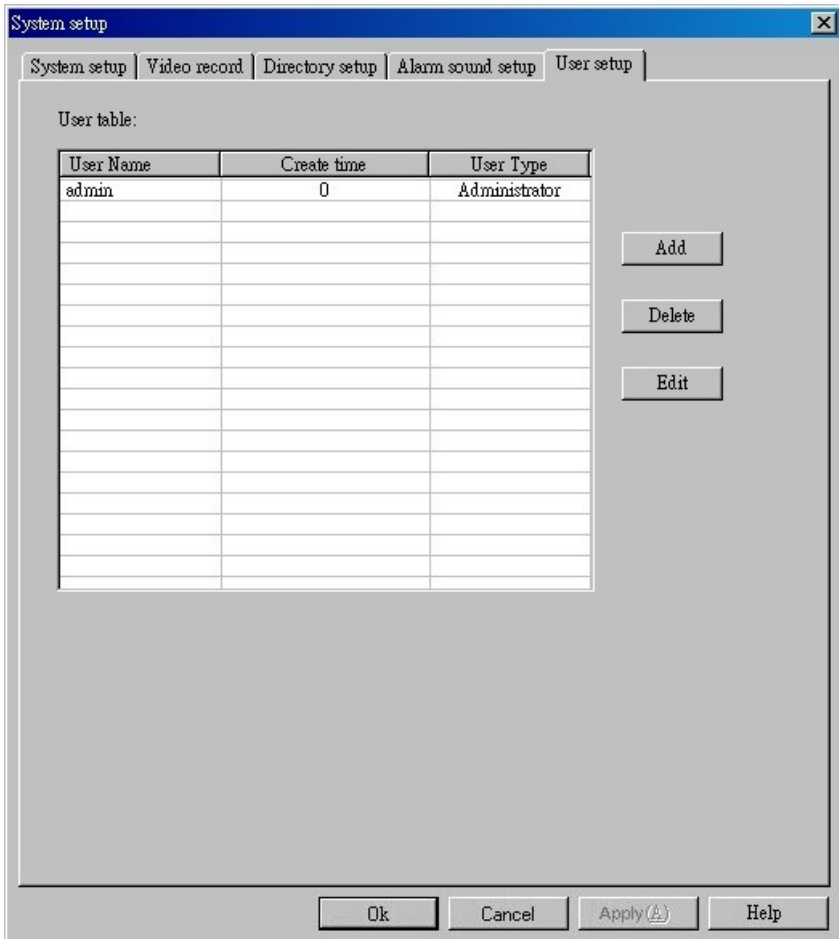 System setup
System setup Video record Directory setup Alarm sound setup User setup
User table:
User Name Create time User Type
admin 0 Administrator
Add
Delete
Edit
Ok Cancel Apply(A) Help